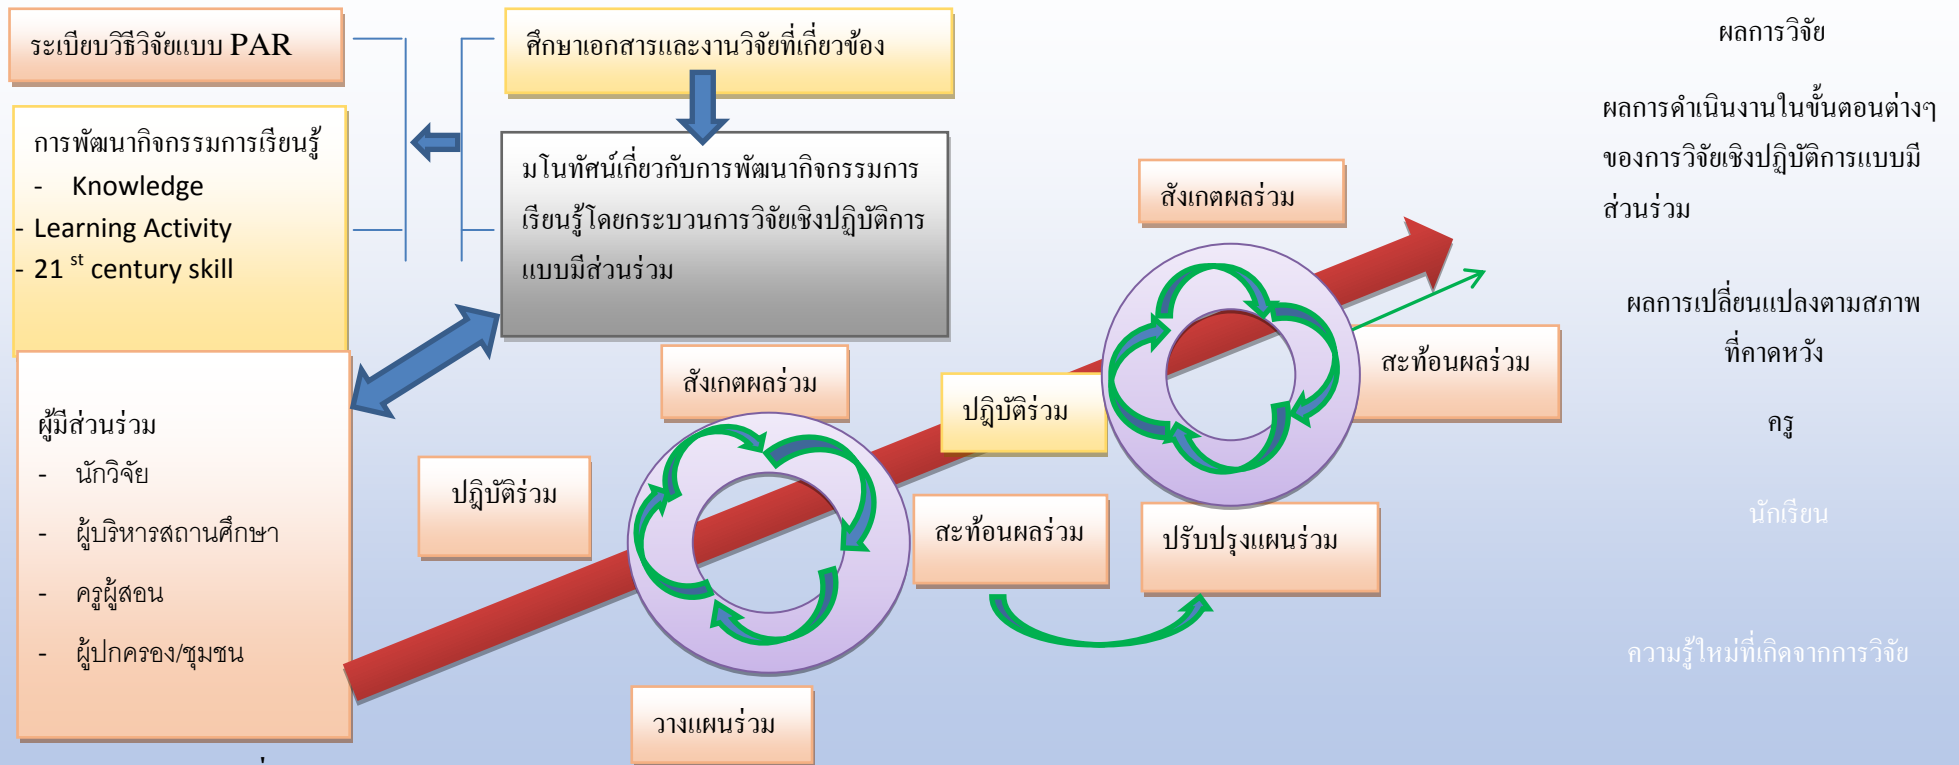 ระเบียบวิธีวิจัยแบบ PAR
ศึกษาเอกสารและงานวิจัยที่เกี่ยวข้อง
การพัฒนากิจกรรมการเรียนรู้
- Knowledge
- Learning Activity
- 21 st century skill
มโนทัศน์เกี่ยวกับการพัฒนากิจกรรมการ
เรียนรู้โดยกระบวนการวิจัยเชิงปฏิบัติการ
แบบมีส่วนร่วม
ผู้มีส่วนร่วม
- นักวิจัย
- ผู้บริหารสถานศึกษา
- ครูผู้สอน
- ผู้ปกครอง/ชุมชน
ปฎิบัติร่วม
สังเกตผลร่วม
วางแผนร่วม
สะท้อนผลร่วม
ปฎิบัติร่วม
สังเกตผลร่วม
สะท้อนผลร่วม
ปรับปรุงแผนร่วม
ผลการวิจัย
ผลการดำเนินงานในขั้นตอนต่างๆ
ของการวิจัยเชิงปฏิบัติการแบบมี
ส่วนร่วม
ผลการเปลี่ยนแปลงตามสภาพ
ที่คาดหวัง
ครู
นักเรียน
ความรู้ใหม่ที่เกิดจากการวิจัย